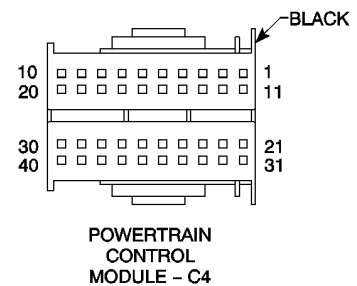 BLACK
10 1
20 11
30 21
40 31
POWERTRAIN
CONTROL
MODULE – C4